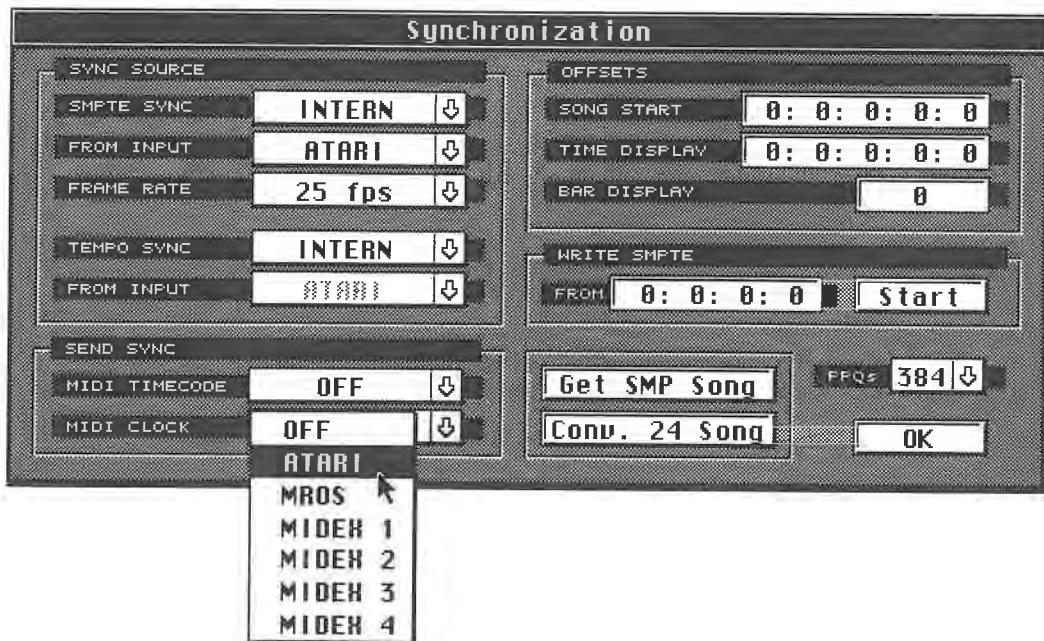 Synchronization
SYNC SOURCE
SMPTE SYNC INTERN
FROM INPUT ATARI
FRAME RATE 25 fps
TEMPO SYNC INTERN
FROM INPUT ATARI
SEND SYNC
MIDI TIMECODE OFF
MIDI CLOCK OFF
ATARI
MROS
MIDEX 1
MIDEX 2
MIDEX 3
MIDEX 4
OFFSETS
SONG START 0: 0: 0: 0: 0
TIME DISPLAY 0: 0: 0: 0: 0
BAR DISPLAY 0
WRITE SMPTE
FROM 0: 0: 0: 0 Start
Get SMP Song
Conv. 24 Song
PPQs 384
OK